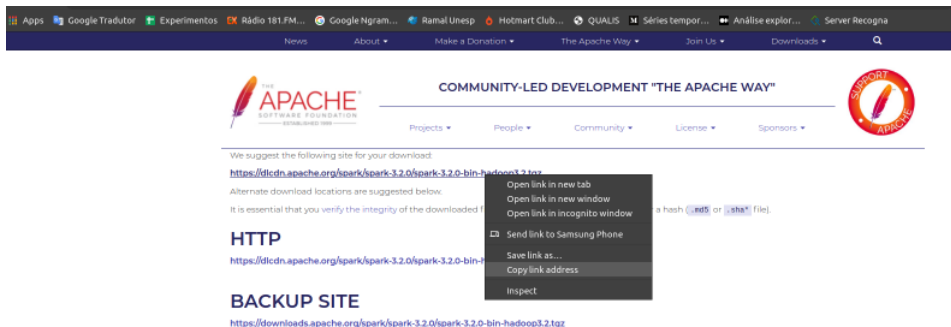 Apps Google Tradutor Experimentos Rádio 181.FM... Google Ngram... Ramal Unesp Hotmart Club... QUALIS Séries tempor... Análise explor... Server Recogna
News About Make a Donation The Apache Way Join Us Downloads
THE
APACHE
SOFTWARE FOUNDATION
ESTABLISHED 1999
COMMUNITY-LED DEVELOPMENT "THE APACHE WAY"
Projects People Community License Sponsors
SUPPORT
APACHE
We suggest the following site for your download:
https://dlcdn.apache.org/spark/spark-3.2.0/spark-3.2.0-bin-hadoop3.2.tgz
Alternate download locations are suggested below.
It is essential that you verify the integrity of the downloaded f
r a hash (.md5 or .sha* file).
Open link in new tab
Open link in new window
Open link in incognito window
Send link to Samsung Phone
Save link as...
Copy link address
Inspect
HTTP
https://dlcdn.apache.org/spark/spark-3.2.0/spark-3.2.0-bin-h
BACKUP SITE
https://downloads.apache.org/spark/spark-3.2.0/spark-3.2.0-bin-hadoop3.2.tgz